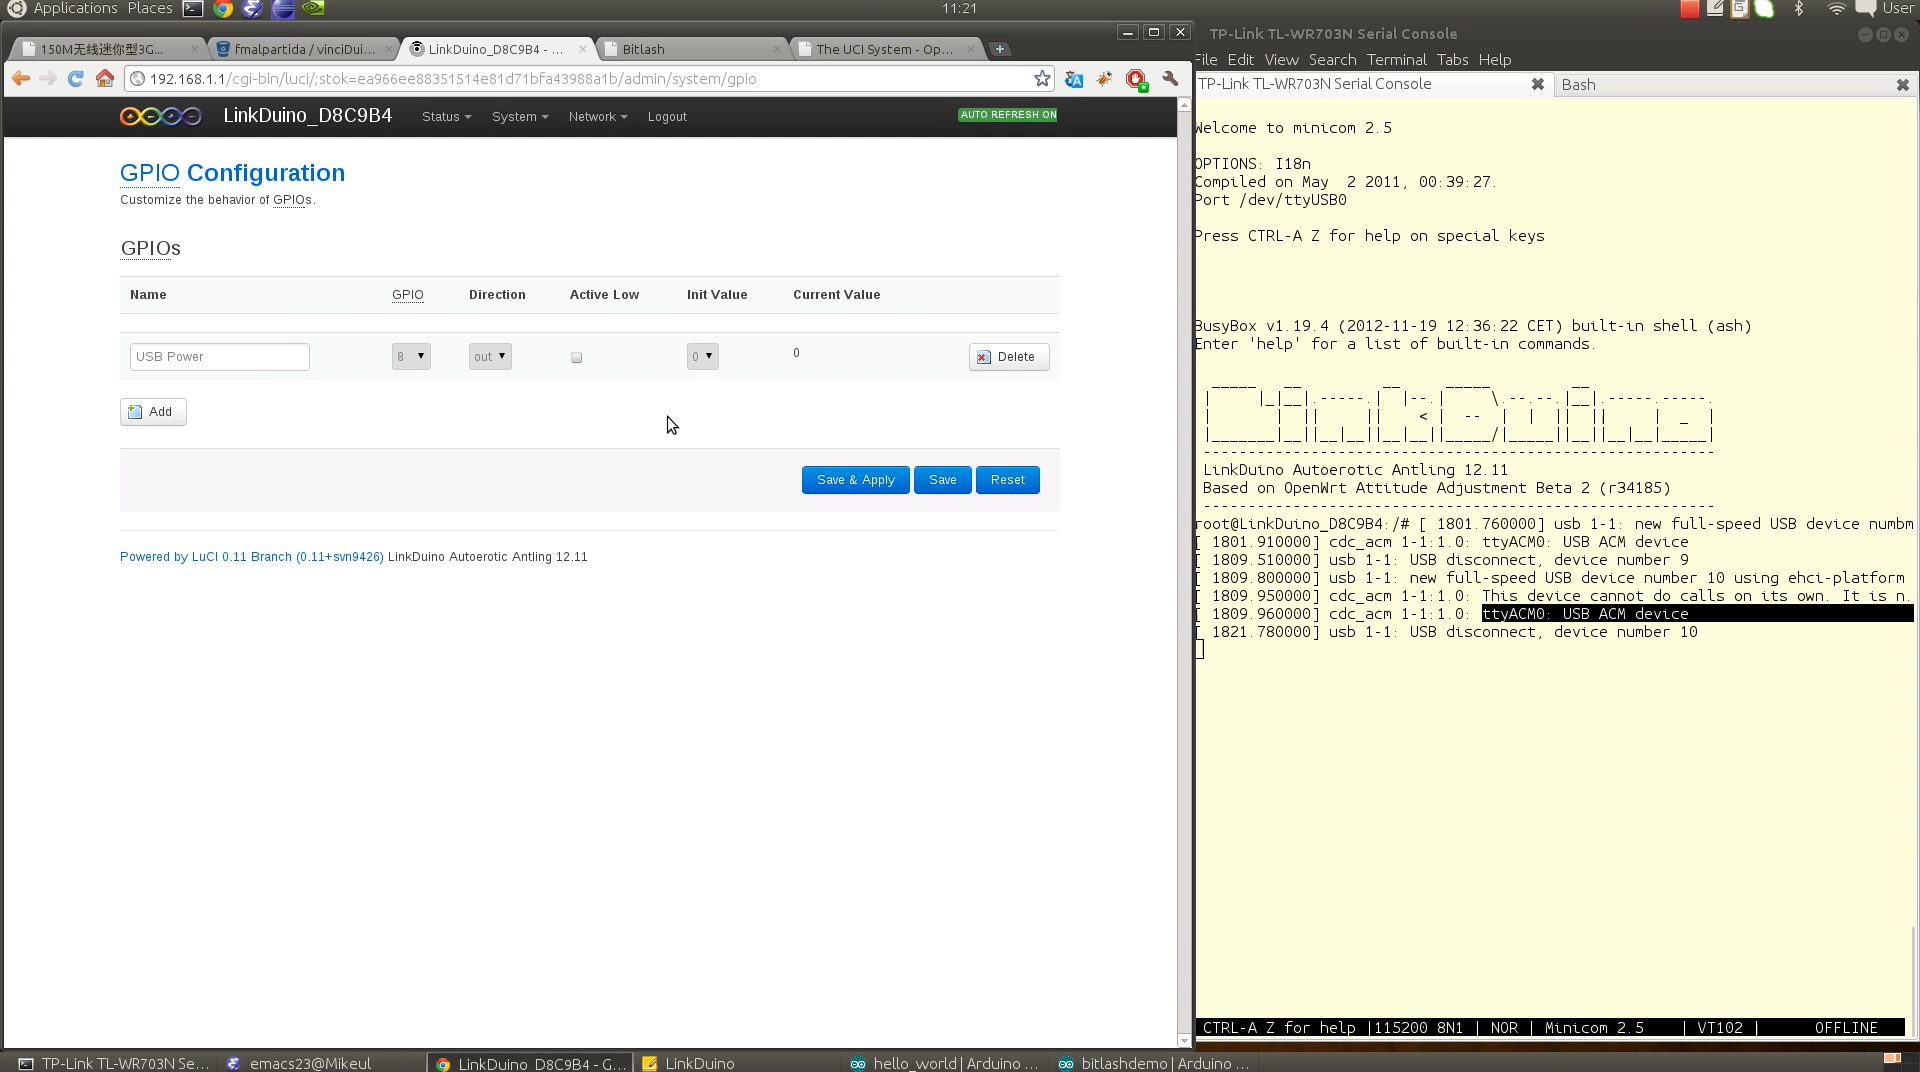 Applications Places
11:21
User
150M无线迷你型3G...
fmalpartida / vinciDui...
LinkDuino_D8C9B4 - ...
Bitlash
The UCI System - Op...
192.168.1.1/cgi-bin/luci/;stok=ea966ee88351514e81d71bfa43988a1b/admin/system/gpio
LinkDuino_D8C9B4
Status
System
Network
Logout
AUTO REFRESH ON
GPIO Configuration
Customize the behavior of GPIOs.
GPIOs
Name GPIO Direction Active Low Init Value Current Value
USB Power 8 out 0 0 Delete
Add
Save & Apply Save Reset
Powered by LuCI 0.11 Branch (0.11+svn9426) LinkDuino Autoerotic Antling 12.11
TP-Link TL-WR703N Serial Console
File Edit View Search Terminal Tabs Help
TP-Link TL-WR703N Serial Console
Bash
Welcome to minicom 2.5
OPTIONS: I18n
Compiled on May  2 2011, 00:39:27.
Port /dev/ttyUSB0
Press CTRL-A Z for help on special keys
BusyBox v1.19.4 (2012-11-19 12:36:22 CET) built-in shell (ash)
Enter 'help' for a list of built-in commands.
LinkDuino Autoerotic Antling 12.11
Based on OpenWrt Attitude Adjustment Beta 2 (r34185)
root@LinkDuino_D8C9B4:/# [ 1801.760000] usb 1-1: new full-speed USB device numbm
[ 1801.910000] cdc_acm 1-1:1.0: ttyACM0: USB ACM device
[ 1809.510000] usb 1-1: USB disconnect, device number 9
[ 1809.800000] usb 1-1: new full-speed USB device number 10 using ehci-platform
[ 1809.950000] cdc_acm 1-1:1.0: This device cannot do calls on its own. It is n.
[ 1809.960000] cdc_acm 1-1:1.0: ttyACM0: USB ACM device
[ 1821.780000] usb 1-1: USB disconnect, device number 10
CTRL-A Z for help |115200 8N1 | NOR | Minicom 2.5 | VT102 | OFFLINE
TP-Link TL-WR703N Se...
emacs23@Mikeul
LinkDuino_D8C9B4 - G...
LinkDuino
hello_world | Arduino ...
bitlashdemo | Arduino ...